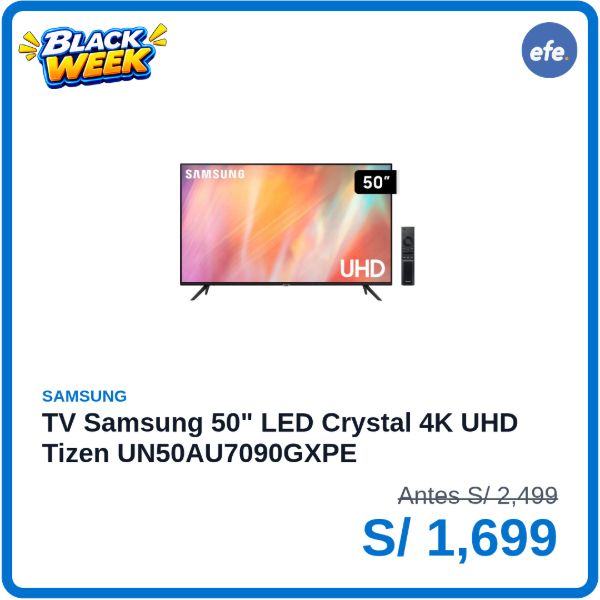 BLACK
WEEK
efe.
SAMSUNG
50"
UHD
SAMSUNG
TV Samsung 50" LED Crystal 4K UHD
Tizen UN50AU7090GXPE
Antes S/ 2,499
S/ 1,699